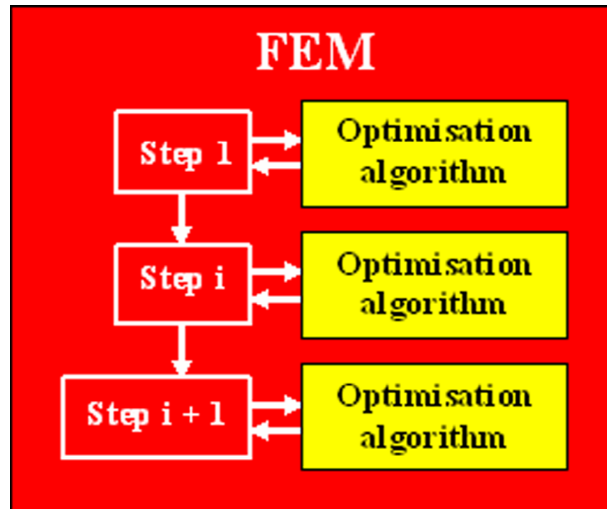 FEM
Step 1
Optimisation
algorithm
Step i
Optimisation
algorithm
Step i + 1
Optimisation
algorithm